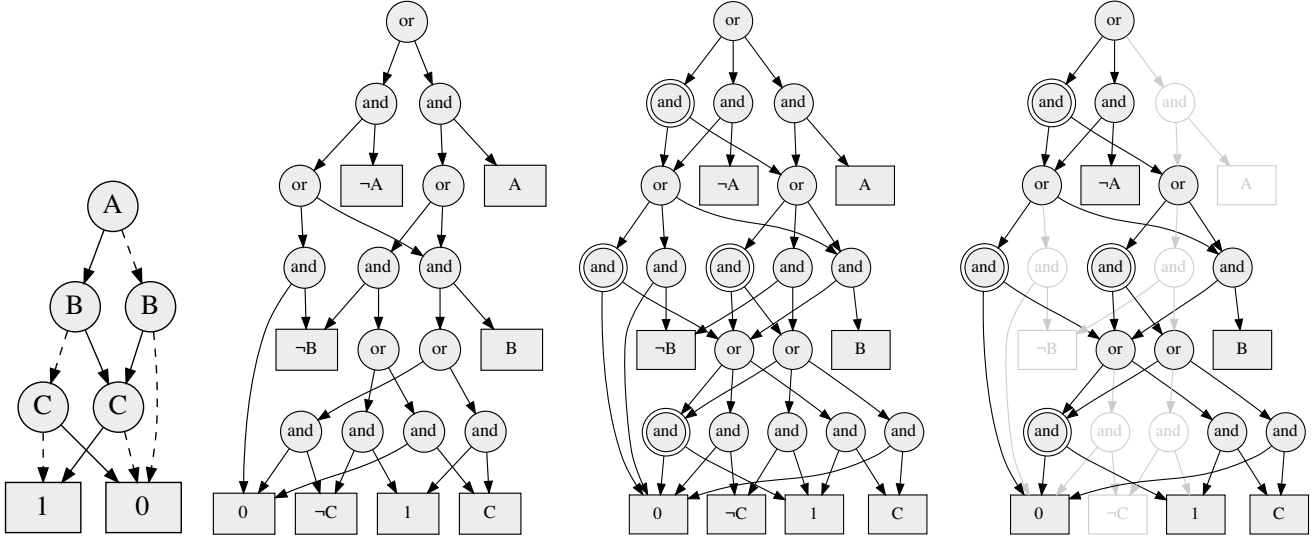 or
and and
or ¬A or A
and and and
¬B or or B
and and and and
0 ¬C 1 C
A
B B
C C
1 0
or
and and and
or ¬A or A
and and and and and
¬B or or B
and and and and and
0 ¬C 1 C
or
and and and
or ¬A or A
and and and and and
¬B or or B
and and and and and
0 ¬C 1 C